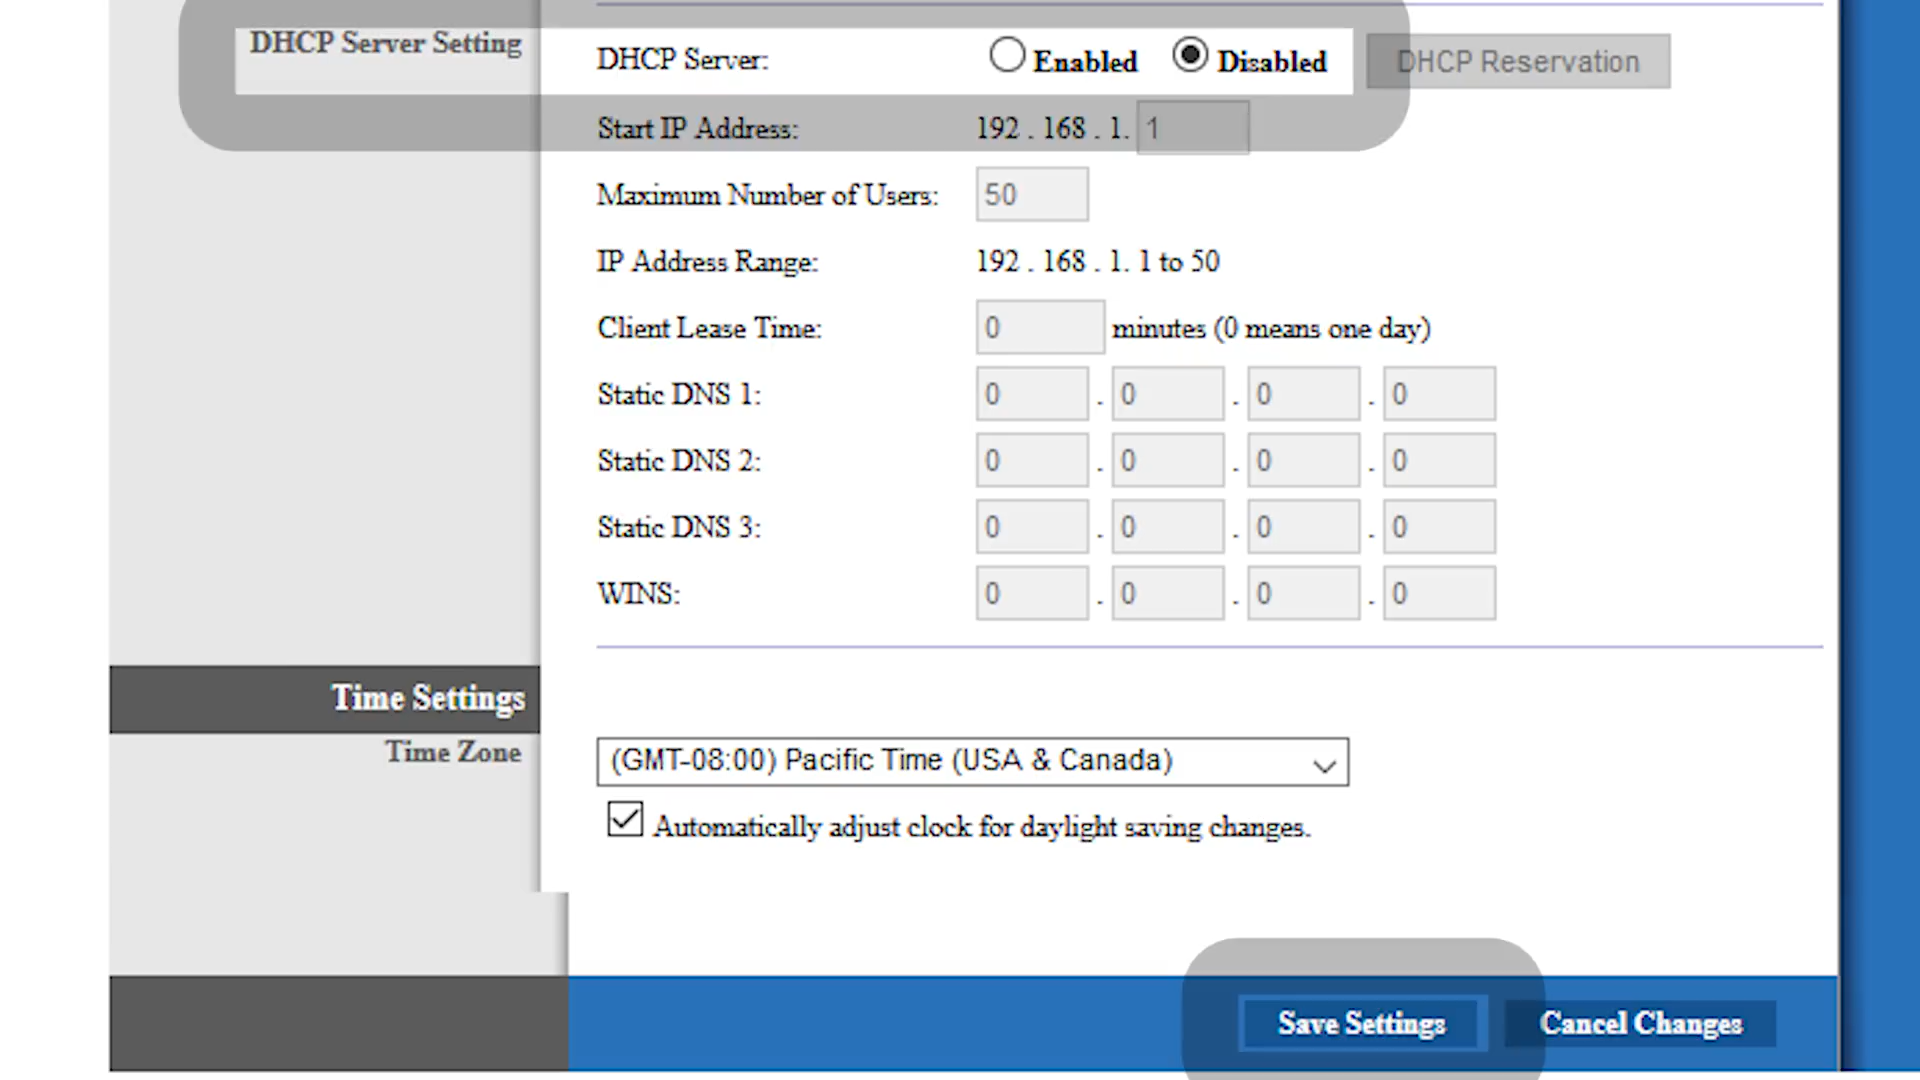 DHCP Server Setting
DHCP Server: Enabled Disabled DHCP Reservation
Start IP Address: 192 . 168 . 1. 1
Maximum Number of Users: 50
IP Address Range: 192 . 168 . 1. 1 to 50
Client Lease Time: 0 minutes (0 means one day)
Static DNS 1: 0 . 0 . 0 . 0
Static DNS 2: 0 . 0 . 0 . 0
Static DNS 3: 0 . 0 . 0 . 0
WINS: 0 . 0 . 0 . 0
Time Settings
Time Zone
(GMT-08:00) Pacific Time (USA & Canada)
Automatically adjust clock for daylight saving changes.
Save Settings Cancel Changes